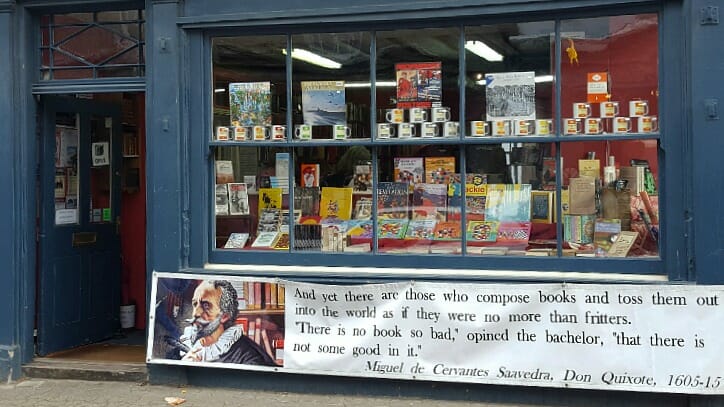 And yet there are those who compose books and toss them out
into the world as if they were no more than fritters.
"There is no book so bad," opined the bachelor, "that there is
not some good in it."
Miguel de Cervantes Saavedra, Don Quixote, 1605-15